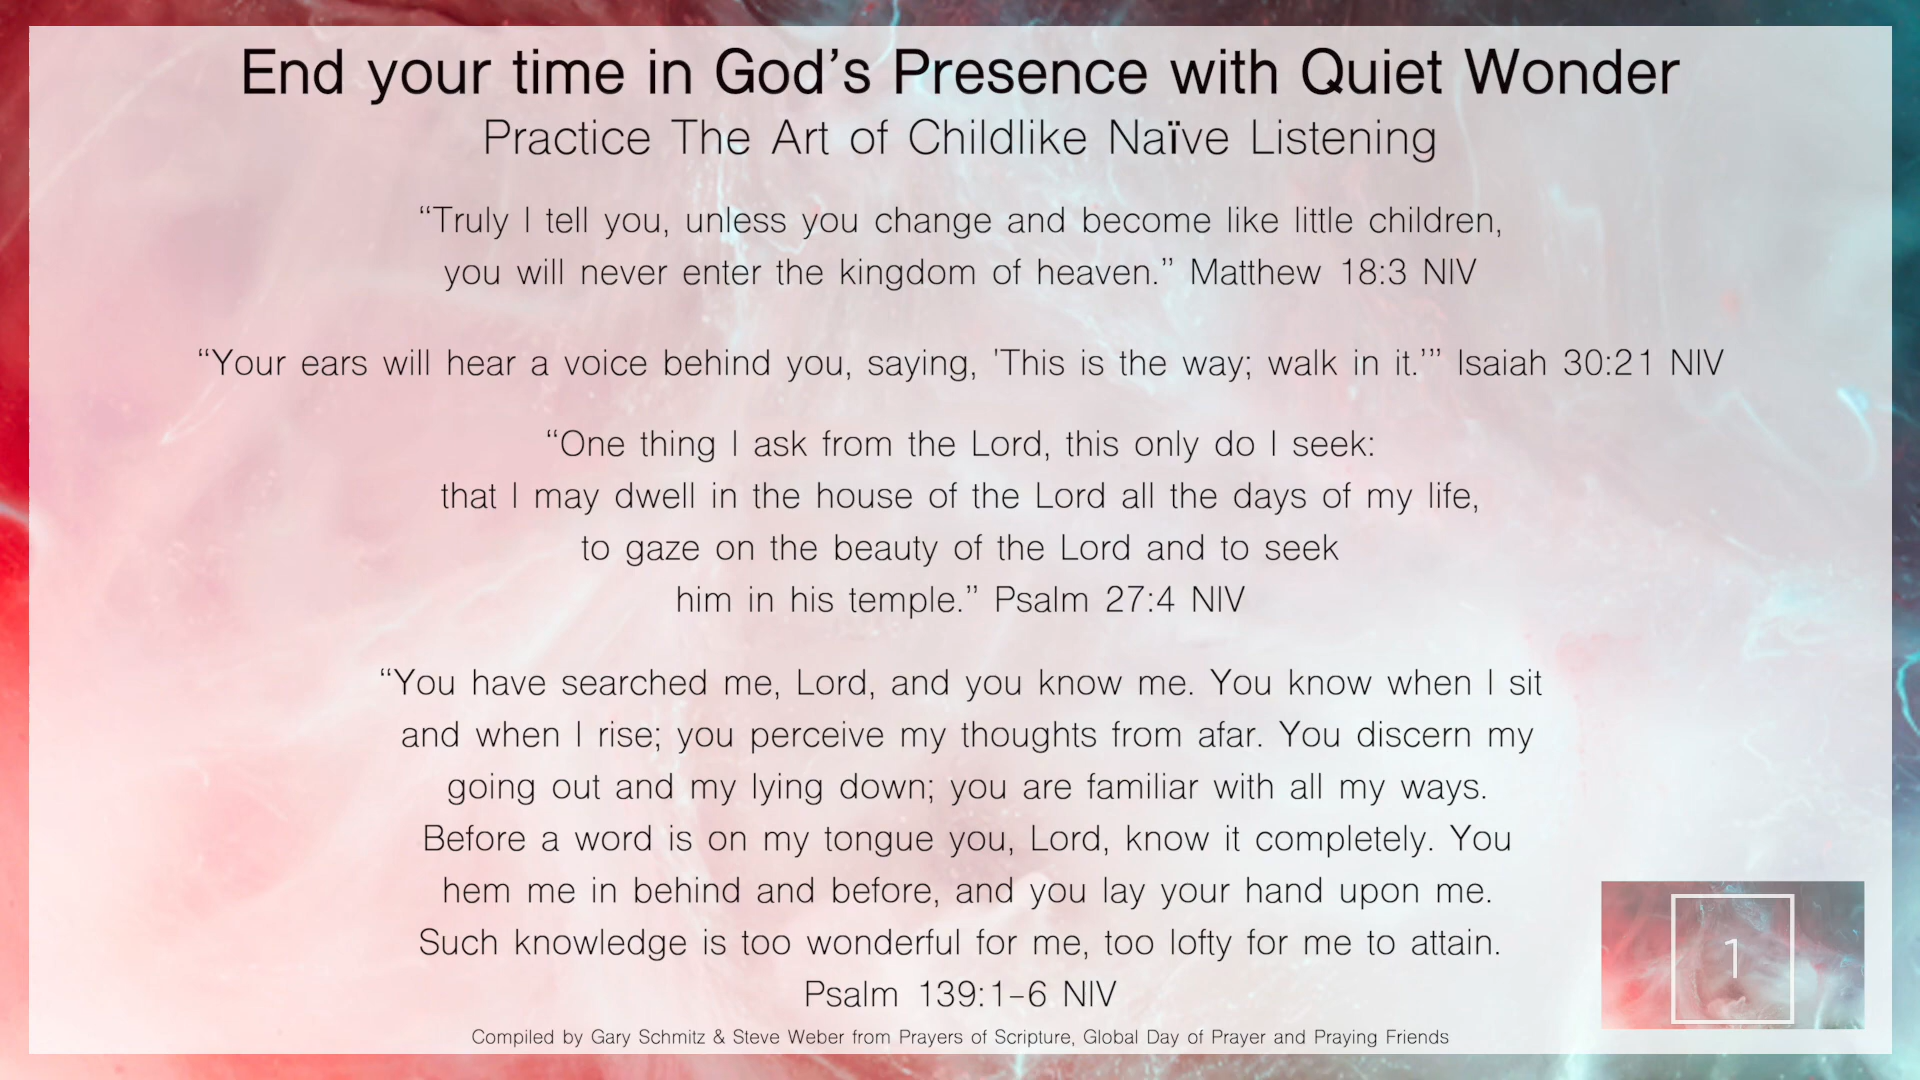 End your time in God’s Presence with Quiet Wonder
Practice The Art of Childlike Naïve Listening
“Truly I tell you, unless you change and become like little children,
you will never enter the kingdom of heaven.” Matthew 18:3 NIV
“Your ears will hear a voice behind you, saying, 'This is the way; walk in it.’” Isaiah 30:21 NIV
“One thing I ask from the Lord, this only do I seek:
that I may dwell in the house of the Lord all the days of my life,
to gaze on the beauty of the Lord and to seek
him in his temple.” Psalm 27:4 NIV
“You have searched me, Lord, and you know me. You know when I sit
and when I rise; you perceive my thoughts from afar. You discern my
going out and my lying down; you are familiar with all my ways.
Before a word is on my tongue you, Lord, know it completely. You
hem me in behind and before, and you lay your hand upon me.
Such knowledge is too wonderful for me, too lofty for me to attain.
Psalm 139:1–6 NIV
1
Compiled by Gary Schmitz & Steve Weber from Prayers of Scripture, Global Day of Prayer and Praying Friends